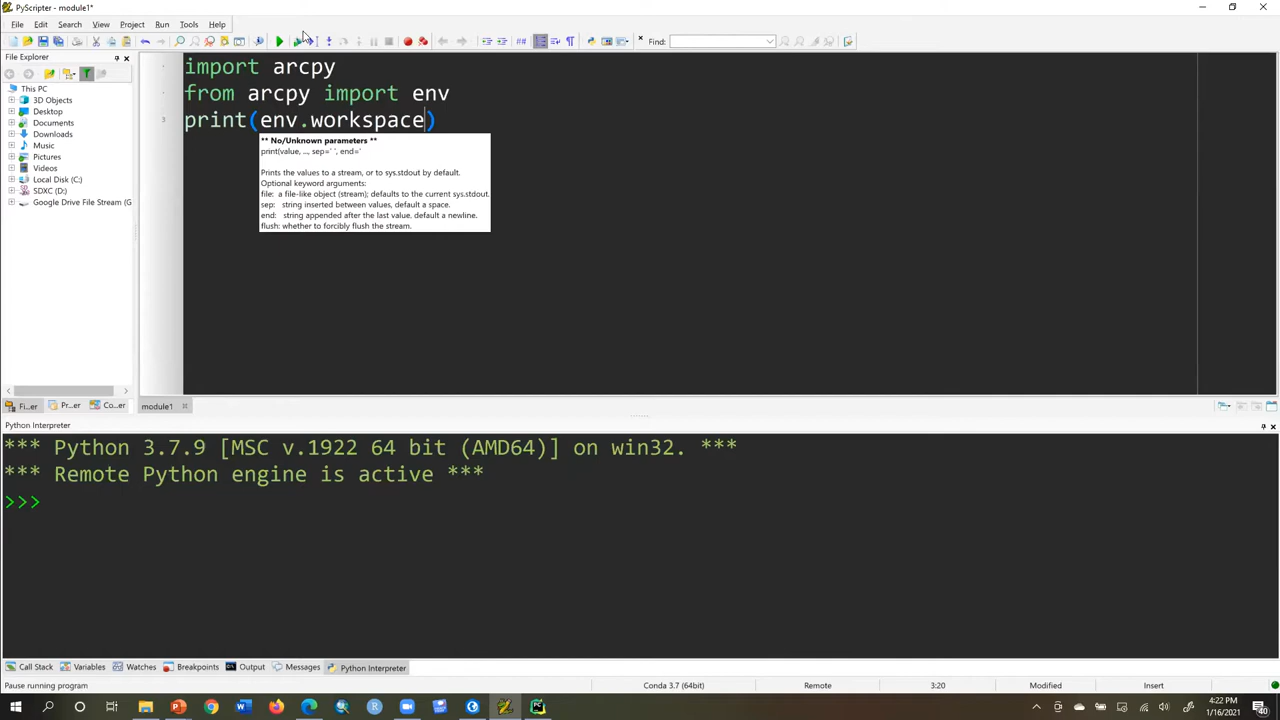 PyScripter - module1*
File Edit Search View Project Run Tools Help
Find:
File Explorer
This PC
3D Objects
Desktop
Documents
Downloads
Music
Pictures
Videos
Local Disk (C:)
SDXC (D:)
Google Drive File Stream (G
import arcpy
from arcpy import env
3 print(env.workspace)
** No/Unknown parameters **
print(value, ..., sep=' ', end='
Prints the values to a stream, or to sys.stdout by default.
Optional keyword arguments:
file: a file-like object (stream); defaults to the current sys.stdout.
sep: string inserted between values, default a space.
end: string appended after the last value, default a newline.
flush: whether to forcibly flush the stream.
Fi...er Pr...er Co...er module1
Python Interpreter
*** Python 3.7.9 [MSC v.1922 64 bit (AMD64)] on win32. ***
*** Remote Python engine is active ***
>>>
Call Stack Variables Watches Breakpoints Output Messages Python Interpreter
Pause running program Conda 3.7 (64bit) Remote 3:20 Modified Insert
4:22 PM
1/16/2021